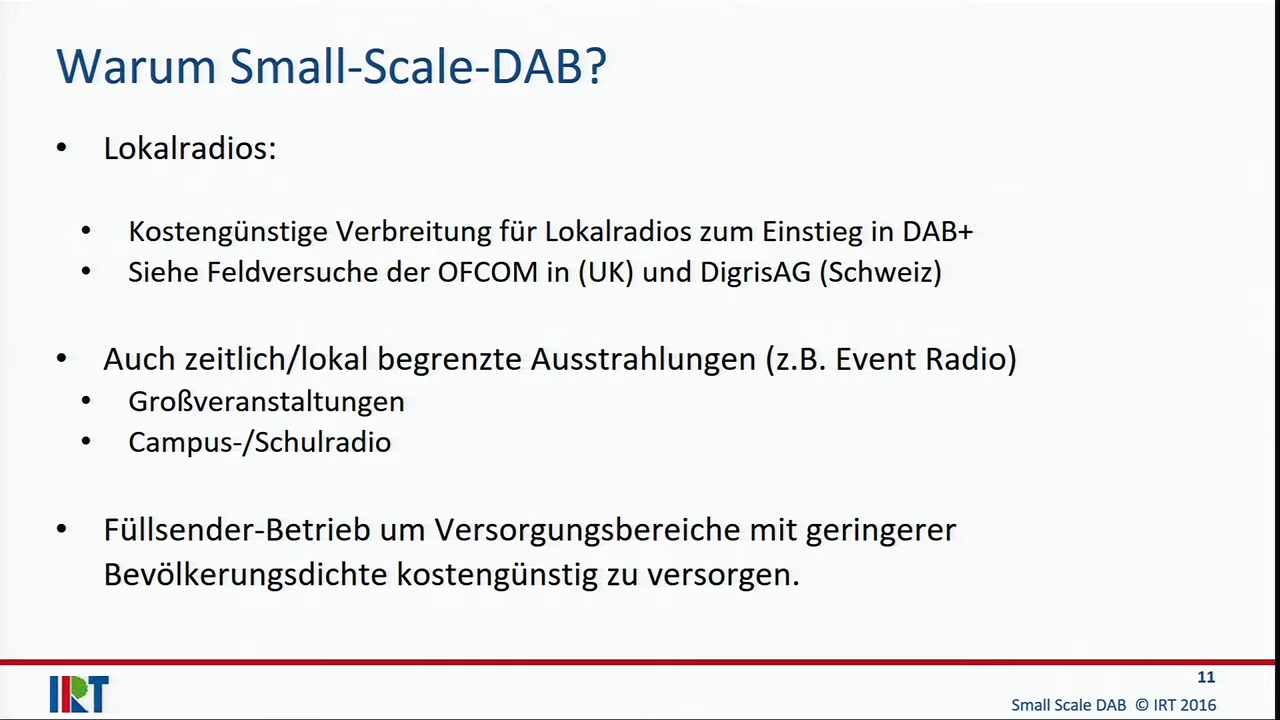 Warum Small-Scale-DAB?
• Lokalradios:
• Kostengünstige Verbreitung für Lokalradios zum Einstieg in DAB+
• Siehe Feldversuche der OFCOM in (UK) und DigrisAG (Schweiz)
• Auch zeitlich/lokal begrenzte Ausstrahlungen (z.B. Event Radio)
• Großveranstaltungen
• Campus-/Schulradio
• Füllsender-Betrieb um Versorgungsbereiche mit geringerer
Bevölkerungsdichte kostengünstig zu versorgen.
11
IRT
Small Scale DAB © IRT 2016